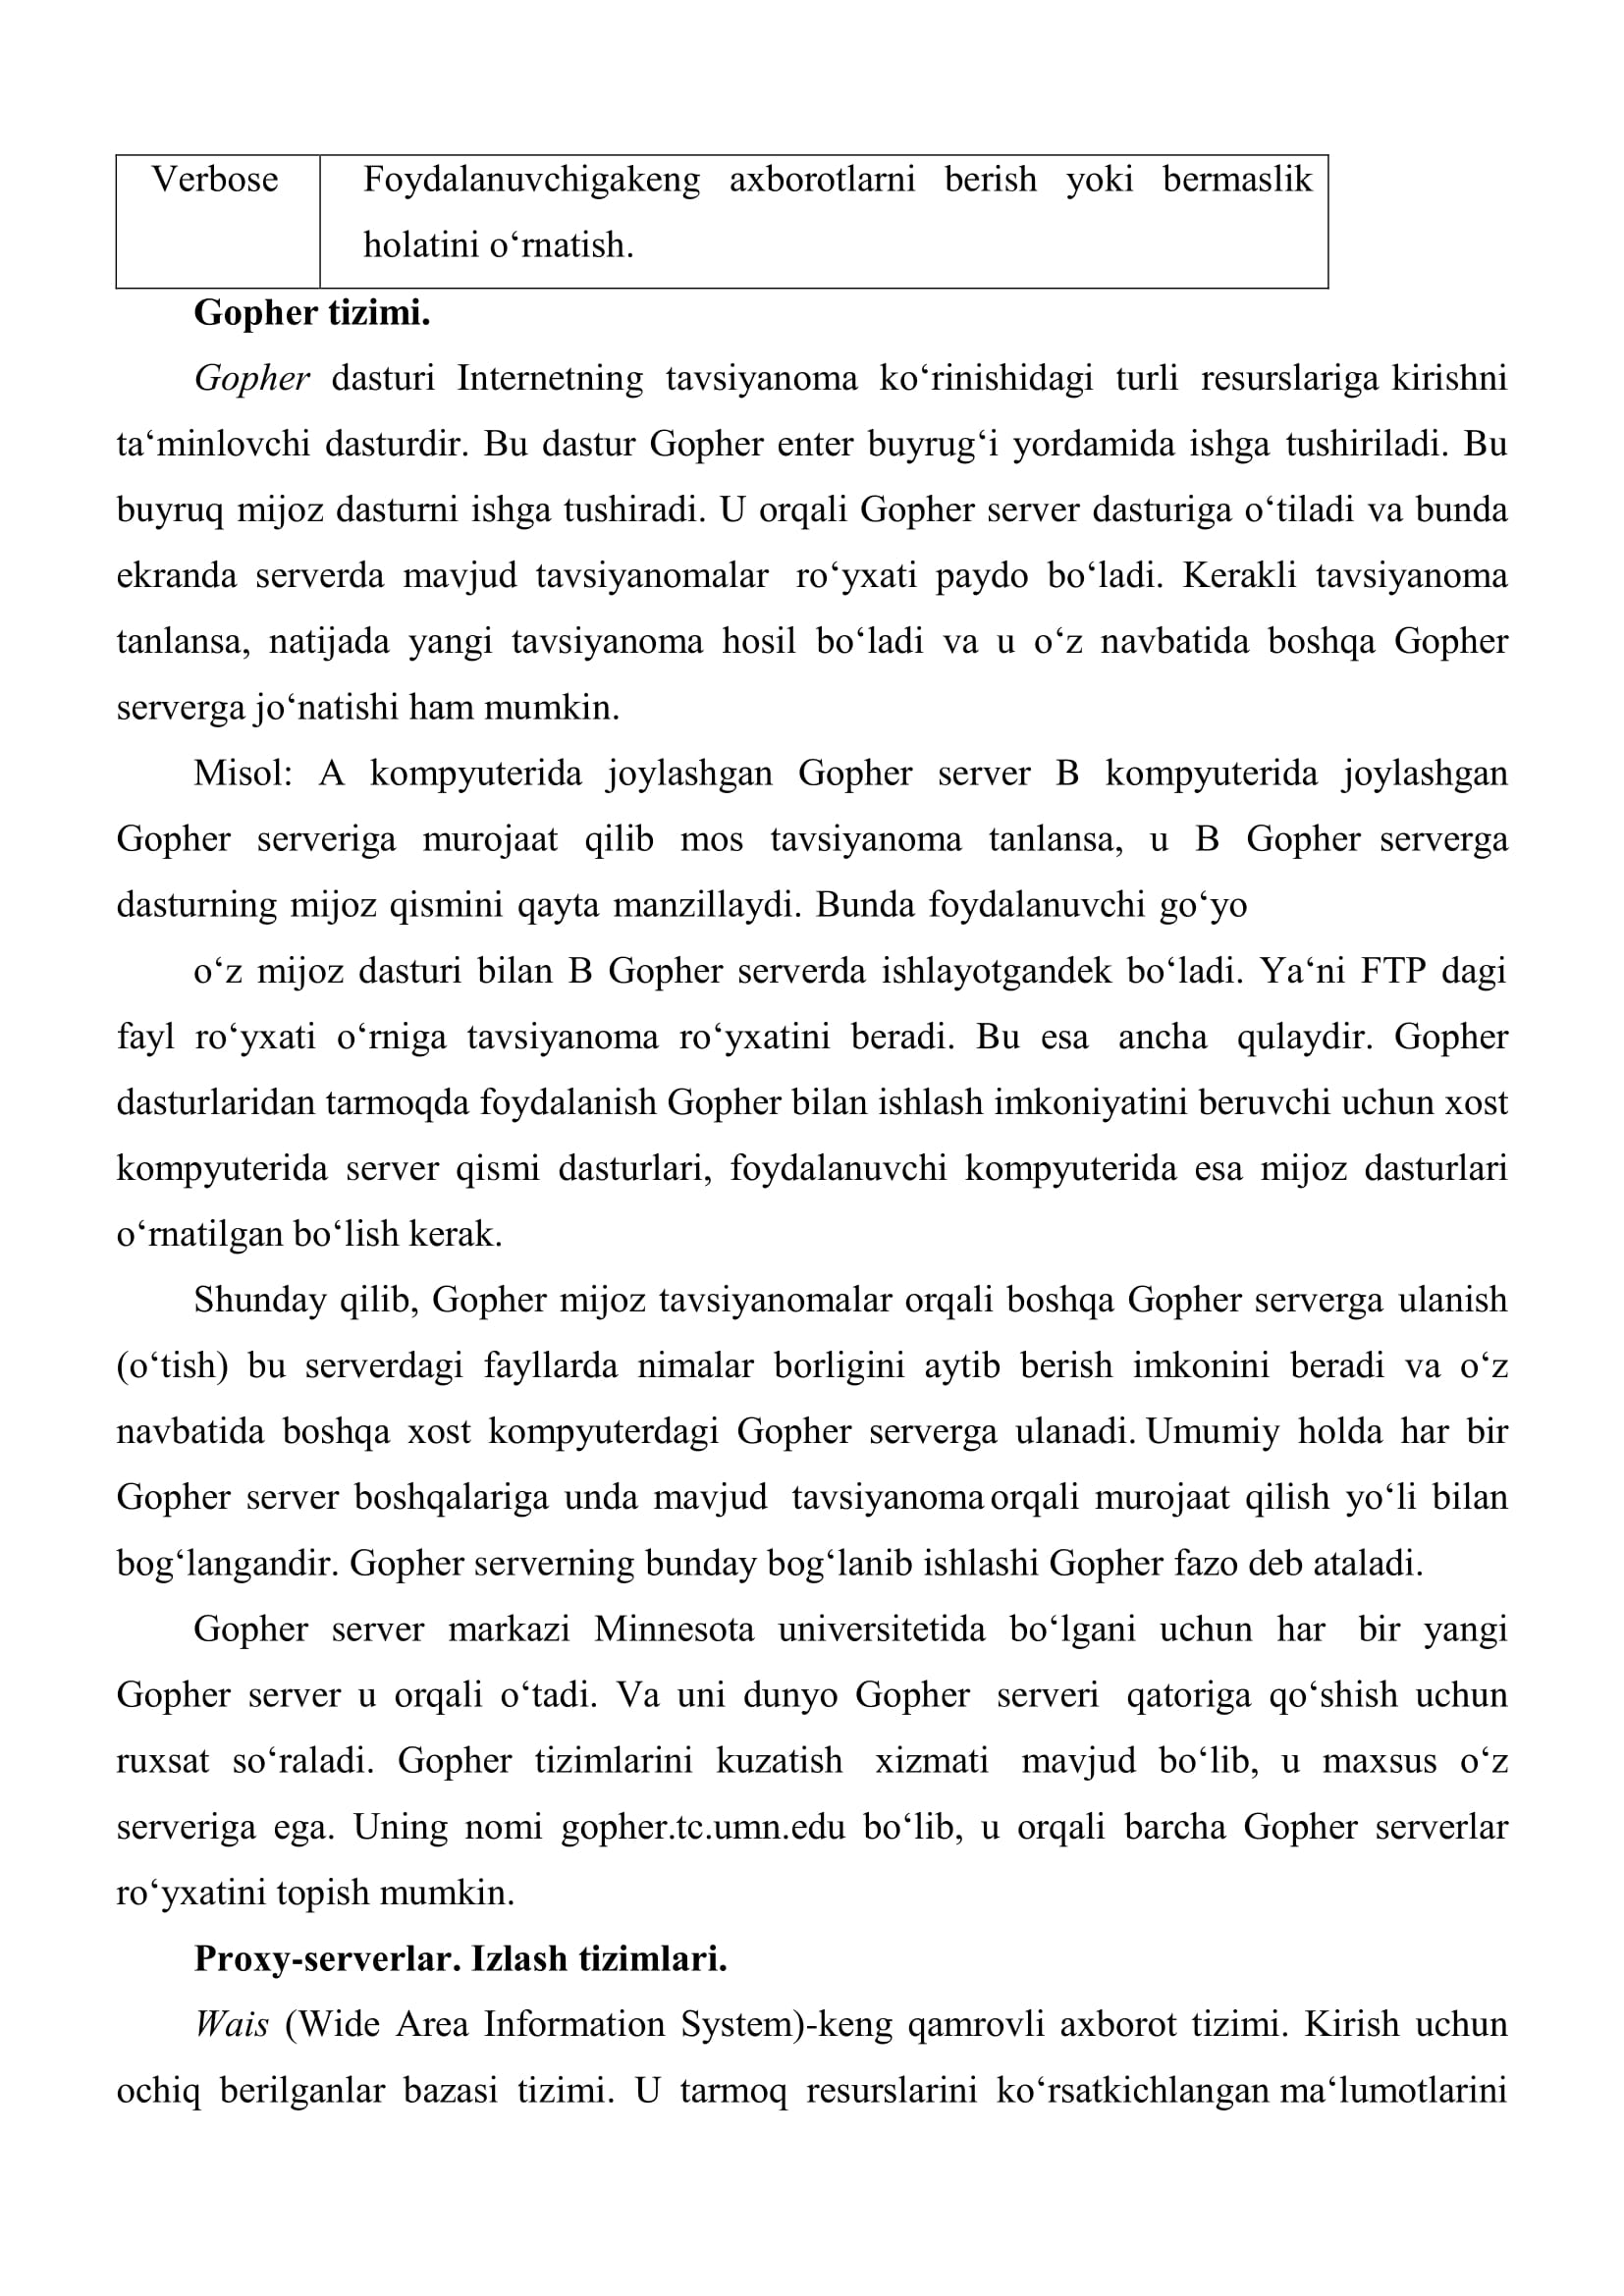 Verbose Foydalanuvchigakeng axborotlarni berish yoki bermaslik
holatini o‘rnatish.
Gopher tizimi.
Gopher dasturi Internetning tavsiyanoma ko‘rinishidagi turli resurslariga kirishni
ta‘minlovchi dasturdir. Bu dastur Gopher enter buyrug‘i yordamida ishga tushiriladi. Bu
buyruq mijoz dasturni ishga tushiradi. U orqali Gopher server dasturiga o‘tiladi va bunda
ekranda serverda mavjud tavsiyanomalar ro‘yxati paydo bo‘ladi. Kerakli tavsiyanoma
tanlansa, natijada yangi tavsiyanoma hosil bo‘ladi va u o‘z navbatida boshqa Gopher
serverga jo‘natishi ham mumkin.
Misol: A kompyuterida joylashgan Gopher server B kompyuterida joylashgan
Gopher serveriga murojaat qilib mos tavsiyanoma tanlansa, u B Gopher serverga
dasturning mijoz qismini qayta manzillaydi. Bunda foydalanuvchi go‘yo
o‘z mijoz dasturi bilan B Gopher serverda ishlayotgandek bo‘ladi. Ya‘ni FTP dagi
fayl ro‘yxati o‘rniga tavsiyanoma ro‘yxatini beradi. Bu esa ancha qulaydir. Gopher
dasturlaridan tarmoqda foydalanish Gopher bilan ishlash imkoniyatini beruvchi uchun xost
kompyuterida server qismi dasturlari, foydalanuvchi kompyuterida esa mijoz dasturlari
o‘rnatilgan bo‘lish kerak.
Shunday qilib, Gopher mijoz tavsiyanomalar orqali boshqa Gopher serverga ulanish
(o‘tish) bu serverdagi fayllarda nimalar borligini aytib berish imkonini beradi va o‘z
navbatida boshqa xost kompyuterdagi Gopher serverga ulanadi. Umumiy holda har bir
Gopher server boshqalariga unda mavjud tavsiyanoma orqali murojaat qilish yo‘li bilan
bog‘langandir. Gopher serverning bunday bog‘lanib ishlashi Gopher fazo deb ataladi.
Gopher server markazi Minnesota universitetida bo‘lgani uchun har bir yangi
Gopher server u orqali o‘tadi. Va uni dunyo Gopher serveri qatoriga qo‘shish uchun
ruxsat so‘raladi. Gopher tizimlarini kuzatish xizmati mavjud bo‘lib, u maxsus o‘z
serveriga ega. Uning nomi gopher.tc.umn.edu bo‘lib, u orqali barcha Gopher serverlar
ro‘yxatini topish mumkin.
Proxy-serverlar. Izlash tizimlari.
Wais (Wide Area Information System)-keng qamrovli axborot tizimi. Kirish uchun
ochiq berilganlar bazasi tizimi. U tarmoq resurslarini ko‘rsatkichlangan ma‘lumotlarini